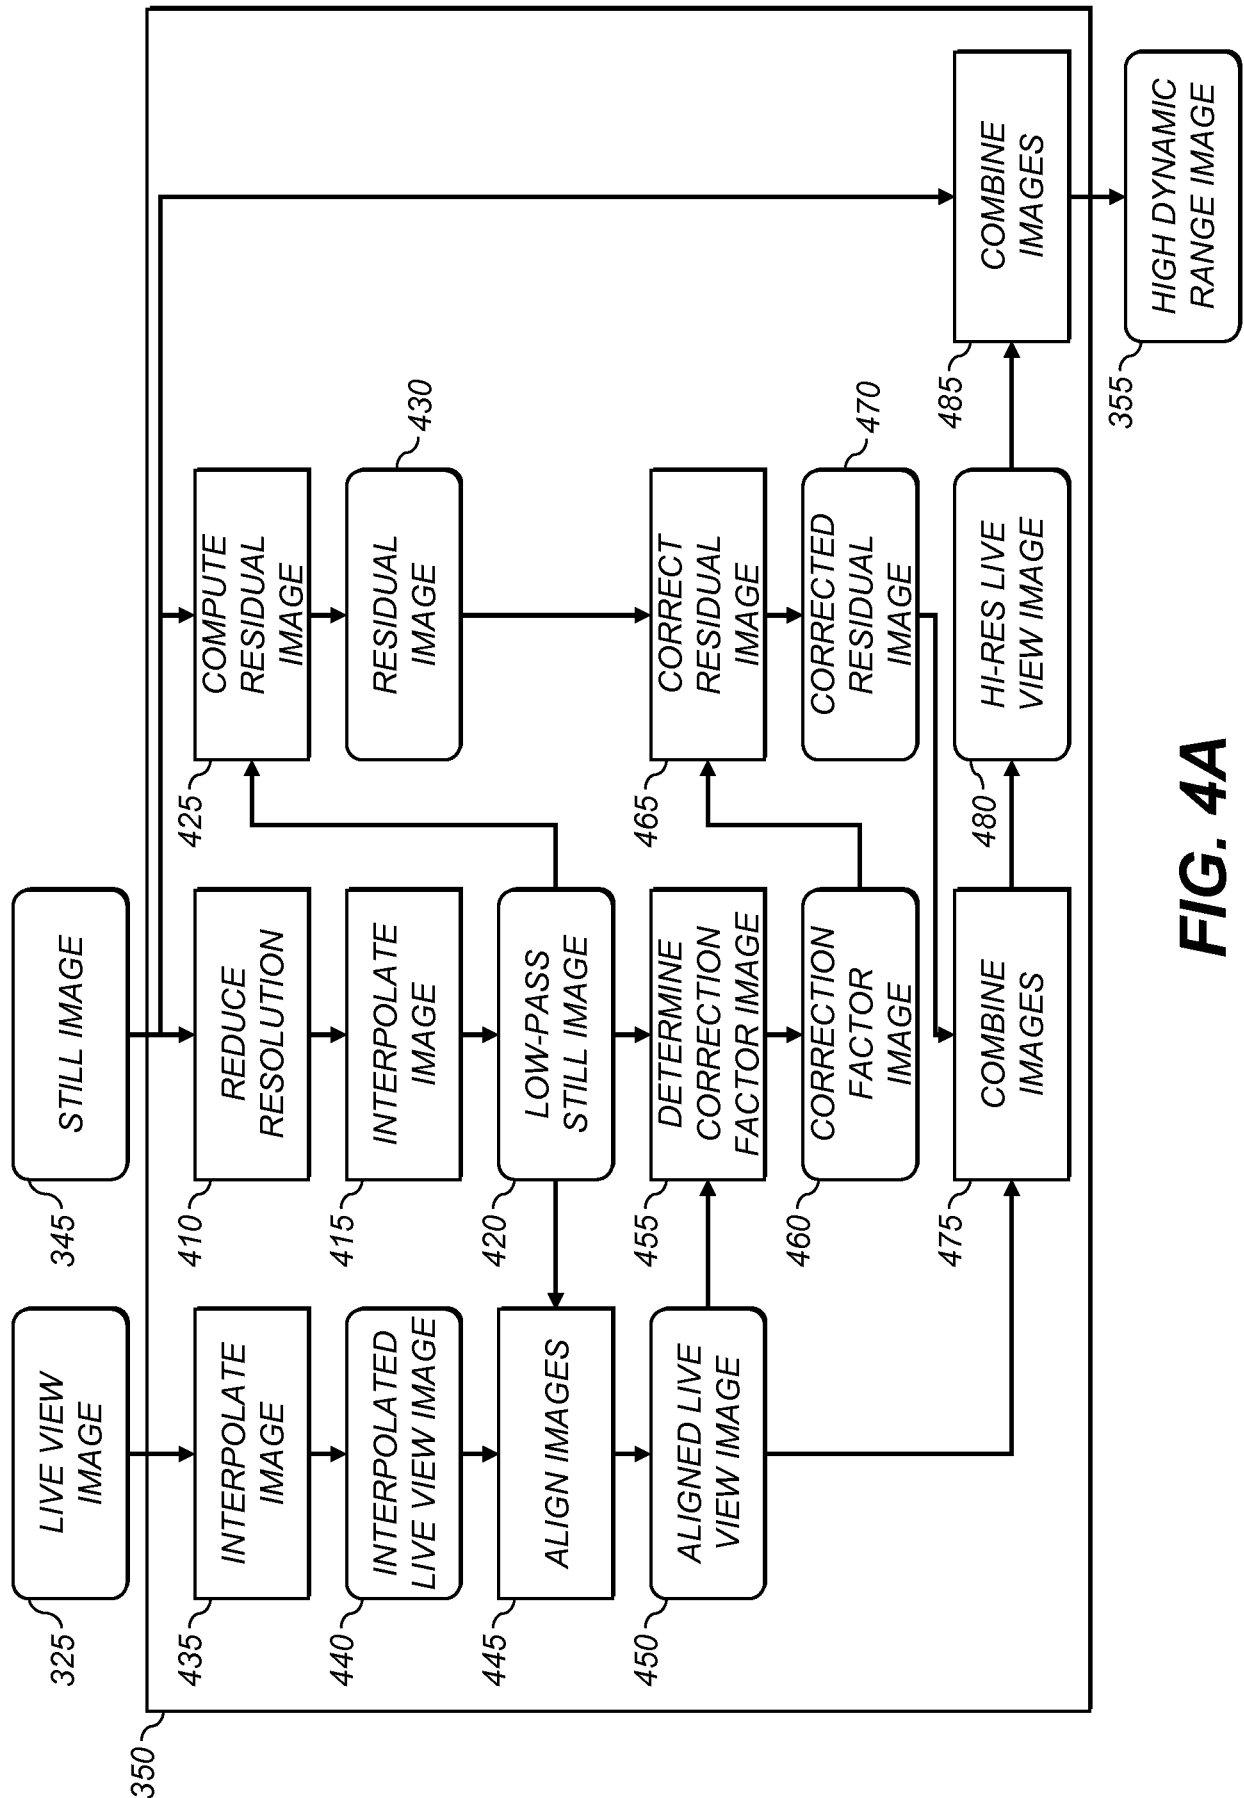 350
325
LIVE VIEW
IMAGE
345
STILL IMAGE
435
INTERPOLATE
IMAGE
410
REDUCE
RESOLUTION
425
COMPUTE
RESIDUAL
IMAGE
440
INTERPOLATED
LIVE VIEW IMAGE
415
INTERPOLATE
IMAGE
RESIDUAL
IMAGE
430
445
ALIGN IMAGES
420
LOW-PASS
STILL IMAGE
450
ALIGNED LIVE
VIEW IMAGE
455
DETERMINE
CORRECTION
FACTOR IMAGE
465
CORRECT
RESIDUAL
IMAGE
460
CORRECTION
FACTOR
IMAGE
CORRECTED
RESIDUAL
IMAGE
470
475
COMBINE
IMAGES
480
HI-RES LIVE
VIEW IMAGE
485
COMBINE
IMAGES
355
HIGH DYNAMIC
RANGE IMAGE
FIG. 4A